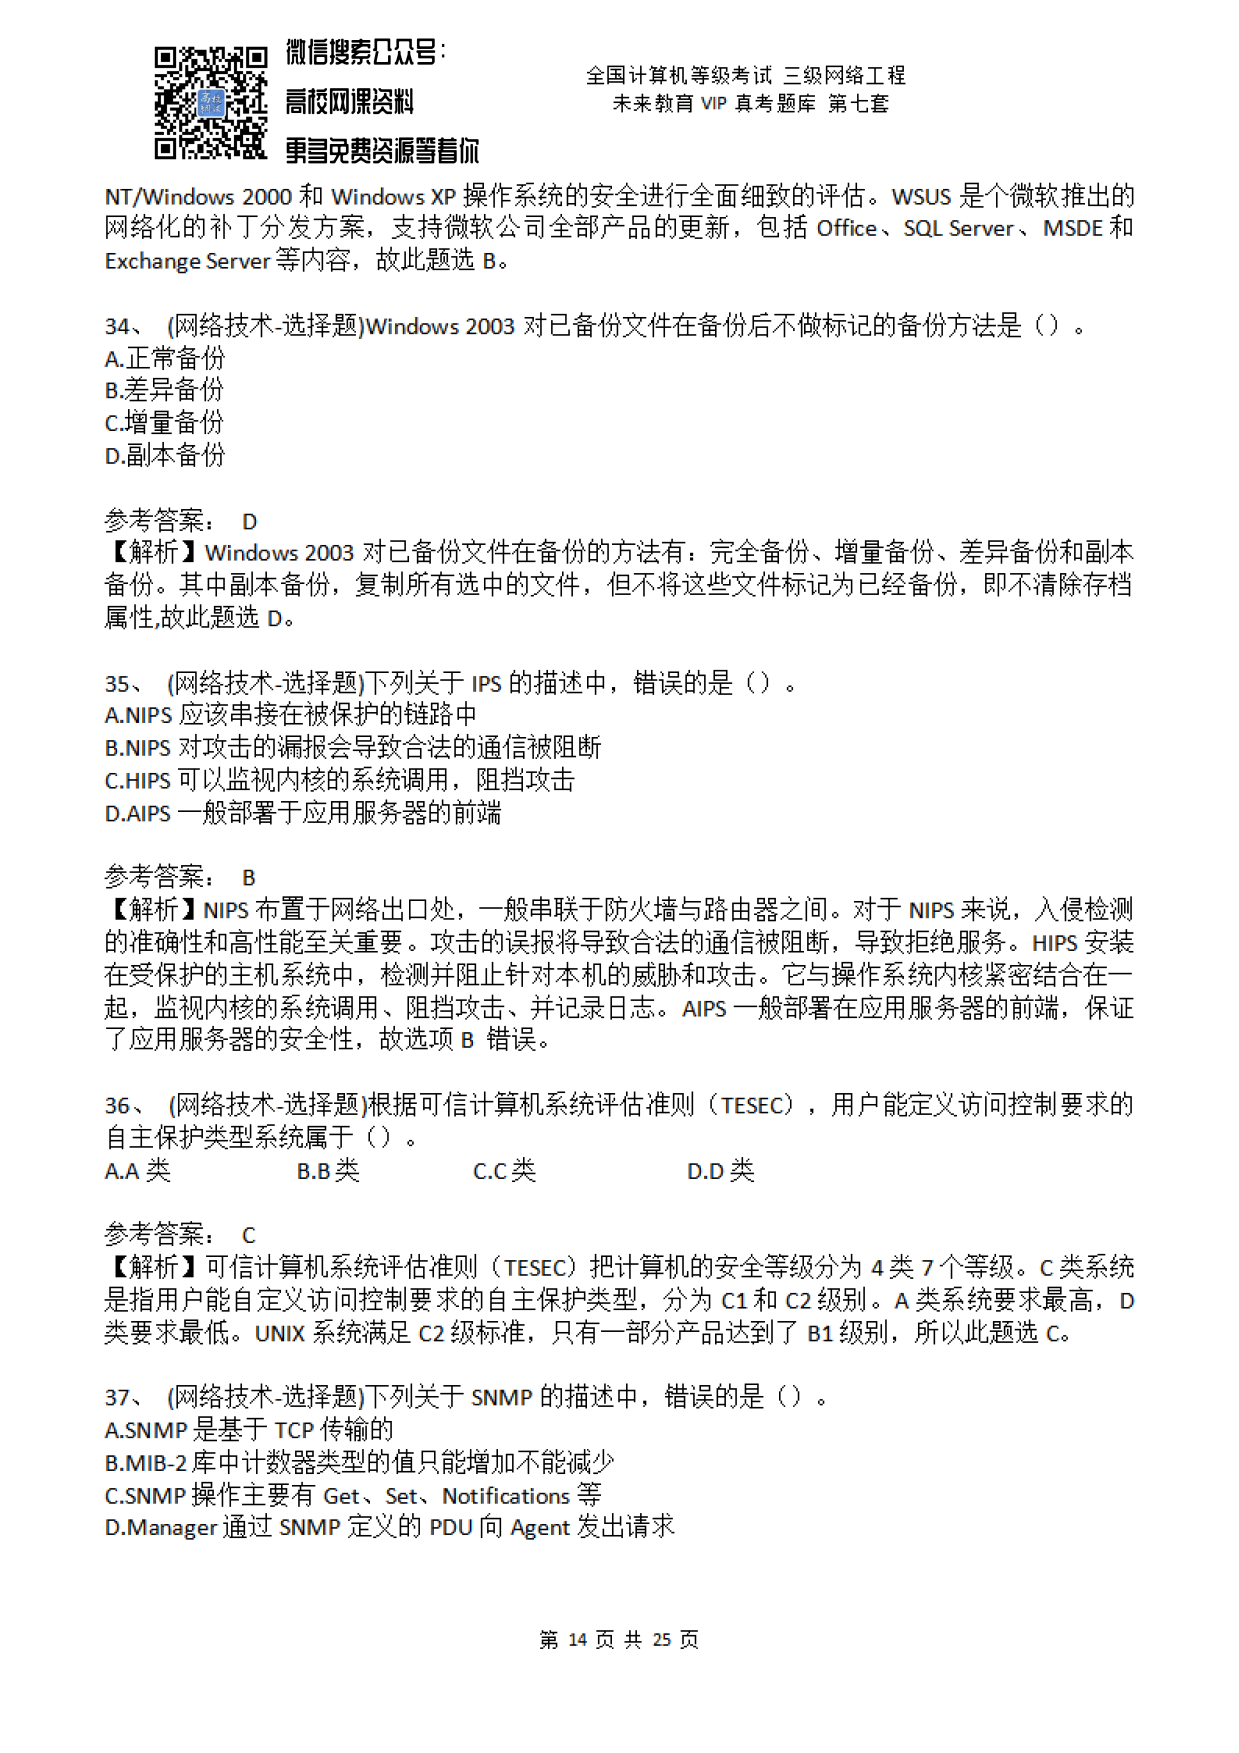 微信搜索公众号：
高校网课资料
更多免费资源等着你
全国计算机等级考试 三级网络工程
未来教育 VIP 真考题库 第七套
NT/Windows 2000 和 Windows XP 操作系统的安全进行全面细致的评估。WSUS 是个微软推出的
网络化的补丁分发方案，支持微软公司全部产品的更新，包括 Office、SQL Server、MSDE 和
Exchange Server 等内容，故此题选 B。
34、 (网络技术-选择题)Windows 2003 对已备份文件在备份后不做标记的备份方法是（）。
A.正常备份
B.差异备份
C.增量备份
D.副本备份
参考答案： D
【解析】Windows 2003 对已备份文件在备份的方法有：完全备份、增量备份、差异备份和副本
备份。其中副本备份，复制所有选中的文件，但不将这些文件标记为已经备份，即不清除存档
属性,故此题选 D。
35、 (网络技术-选择题)下列关于 IPS 的描述中，错误的是（）。
A.NIPS 应该串接在被保护的链路中
B.NIPS 对攻击的漏报会导致合法的通信被阻断
C.HIPS 可以监视内核的系统调用，阻挡攻击
D.AIPS 一般部署于应用服务器的前端
参考答案： B
【解析】NIPS 布置于网络出口处，一般串联于防火墙与路由器之间。对于 NIPS 来说，入侵检测
的准确性和高性能至关重要。攻击的误报将导致合法的通信被阻断，导致拒绝服务。HIPS 安装
在受保护的主机系统中，检测并阻止针对本机的威胁和攻击。它与操作系统内核紧密结合在一
起，监视内核的系统调用、阻挡攻击、并记录日志。AIPS 一般部署在应用服务器的前端，保证
了应用服务器的安全性，故选项 B 错误。
36、 (网络技术-选择题)根据可信计算机系统评估准则（TESEC），用户能定义访问控制要求的
自主保护类型系统属于（）。
A.A 类 B.B 类 C.C 类 D.D 类
参考答案： C
【解析】可信计算机系统评估准则（TESEC）把计算机的安全等级分为 4 类 7 个等级。C 类系统
是指用户能自定义访问控制要求的自主保护类型，分为 C1 和 C2 级别。A 类系统要求最高，D
类要求最低。UNIX 系统满足 C2 级标准，只有一部分产品达到了 B1 级别，所以此题选 C。
37、 (网络技术-选择题)下列关于 SNMP 的描述中，错误的是（）。
A.SNMP 是基于 TCP 传输的
B.MIB-2 库中计数器类型的值只能增加不能减少
C.SNMP 操作主要有 Get、Set、Notifications 等
D.Manager 通过 SNMP 定义的 PDU 向 Agent 发出请求
第 14 页 共 25 页